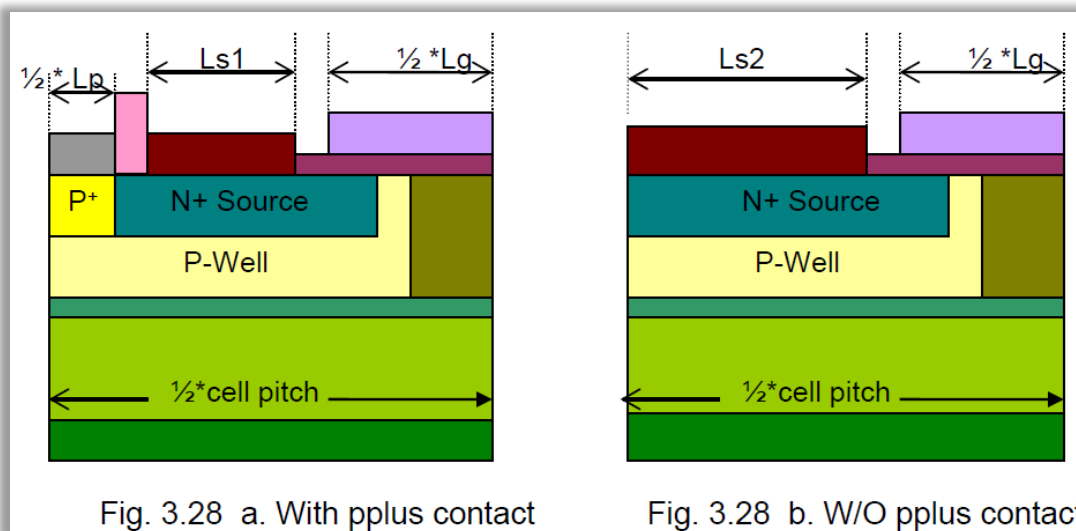 ½ * Lp
Ls1
½ *Lg
P+
N+ Source
P-Well
½*cell pitch
Fig. 3.28 a. With pplus contact
Ls2
½ *Lg
N+ Source
P-Well
½*cell pitch
Fig. 3.28 b. W/O pplus contact